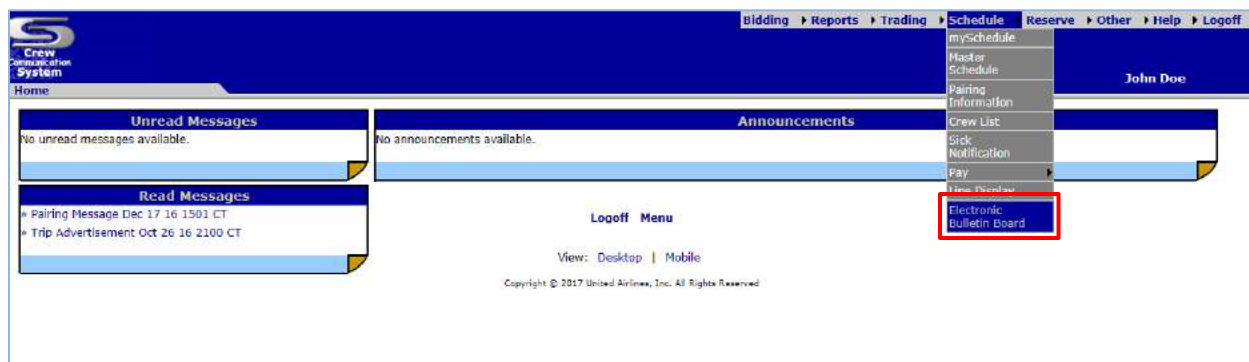 Bidding Reports Trading Schedule Reserve Other Help Logoff
Crew
Communication
System
mySchedule
Master
Schedule
Pairing
Information
Crew List
Sick
Notification
Pay
Line Display
Electronic
Bulletin Board
John Doe
Home
Unread Messages
No unread messages available.
Announcements
No announcements available.
Read Messages
» Pairing Message Dec 17 16 1501 CT
» Trip Advertisement Oct 26 16 2100 CT
Logoff Menu
View: Desktop | Mobile
Copyright © 2017 United Airlines, Inc. All Rights Reserved